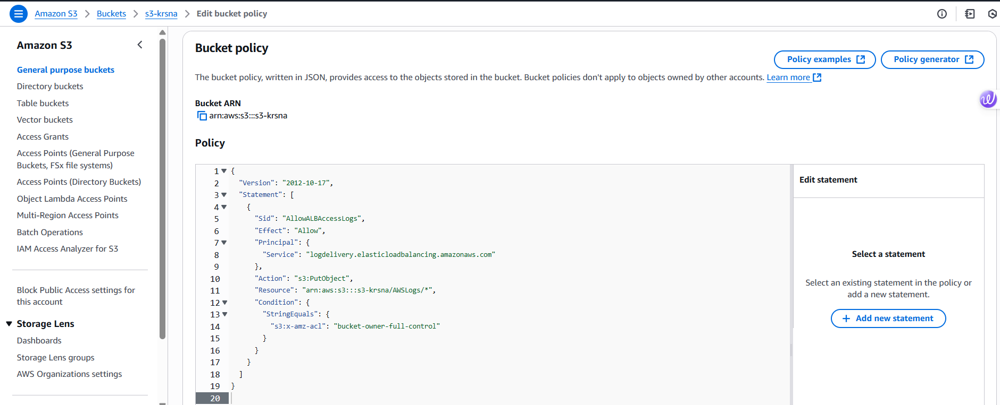 Amazon S3 > Buckets > s3-krsna > Edit bucket policy
Amazon S3
General purpose buckets
Directory buckets
Table buckets
Vector buckets
Access Grants
Access Points (General Purpose
Buckets, FSx file systems)
Access Points (Directory Buckets)
Object Lambda Access Points
Multi-Region Access Points
Batch Operations
IAM Access Analyzer for S3
Block Public Access settings for
this account
Storage Lens
Dashboards
Storage Lens groups
AWS Organizations settings
Bucket policy
Policy examples
Policy generator
The bucket policy, written in JSON, provides access to the objects stored in the bucket. Bucket policies don't apply to objects owned by other accounts. Learn more
Bucket ARN
arn:aws:s3:::s3-krsna
Policy
1 {
2 "Version": "2012-10-17",
3 "Statement": [
4 {
5 "Sid": "AllowALBAccessLogs",
6 "Effect": "Allow",
7 "Principal": {
8 "Service": "logdelivery.elasticloadbalancing.amazonaws.com"
9 },
10 "Action": "s3:PutObject",
11 "Resource": "arn:aws:s3:::s3-krsna/AWSLogs/*",
12 "Condition": {
13 "StringEquals": {
14 "s3:x-amz-acl": "bucket-owner-full-control"
15 }
16 }
17 }
18 ]
19 }
20
Edit statement
Select a statement
Select an existing statement in the policy or
add a new statement.
+ Add new statement